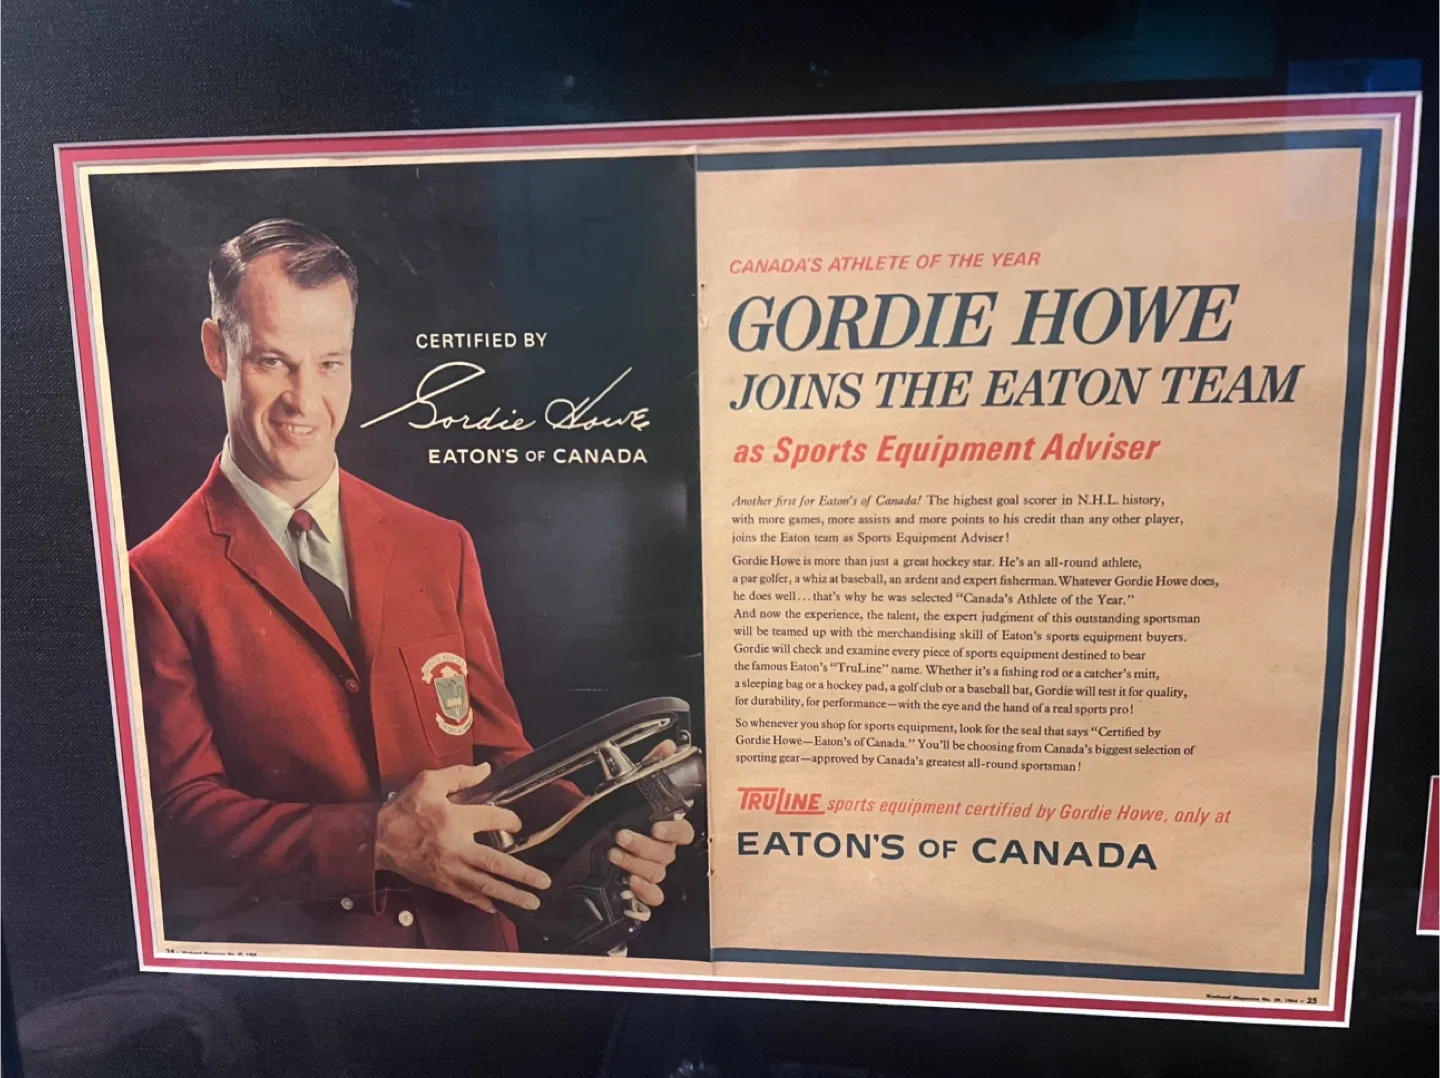 CERTIFIED BY
Gordie Howe
EATON'S OF CANADA
CANADA'S ATHLETE OF THE YEAR
GORDIE HOWE
JOINS THE EATON TEAM
as Sports Equipment Adviser
Another first for Eaton's of Canada! The highest goal scorer in N.H.L. history,
with more games, more assists and more points to his credit than any other player,
joins the Eaton team as Sports Equipment Adviser!
Gordie Howe is more than just a great hockey star. He's an all-round athlete,
a par golfer, a whiz at baseball, an ardent and expert fisherman. Whatever Gordie Howe does,
he does well...that's why he was selected "Canada's Athlete of the Year."
And now the experience, the talent, the expert judgment of this outstanding sportsman
will be teamed up with the merchandising skill of Eaton's sports equipment buyers.
Gordie will check and examine every piece of sports equipment destined to bear
the famous Eaton's "TruLine" name. Whether it's a fishing rod or a catcher's mitt,
a sleeping bag or a hockey pad, a golf club or a baseball bat, Gordie will test it for quality,
for durability, for performance—with the eye and the hand of a real sports pro!
So whenever you shop for sports equipment, look for the seal that says "Certified by
Gordie Howe—Eaton's of Canada." You'll be choosing from Canada's biggest selection of
sporting gear—approved by Canada's greatest all-round sportsman!
TRULINE sports equipment certified by Gordie Howe, only at
EATON'S OF CANADA
24 - Weekend Magazine No. 1964
Weekend Magazine No. 1964 - 25